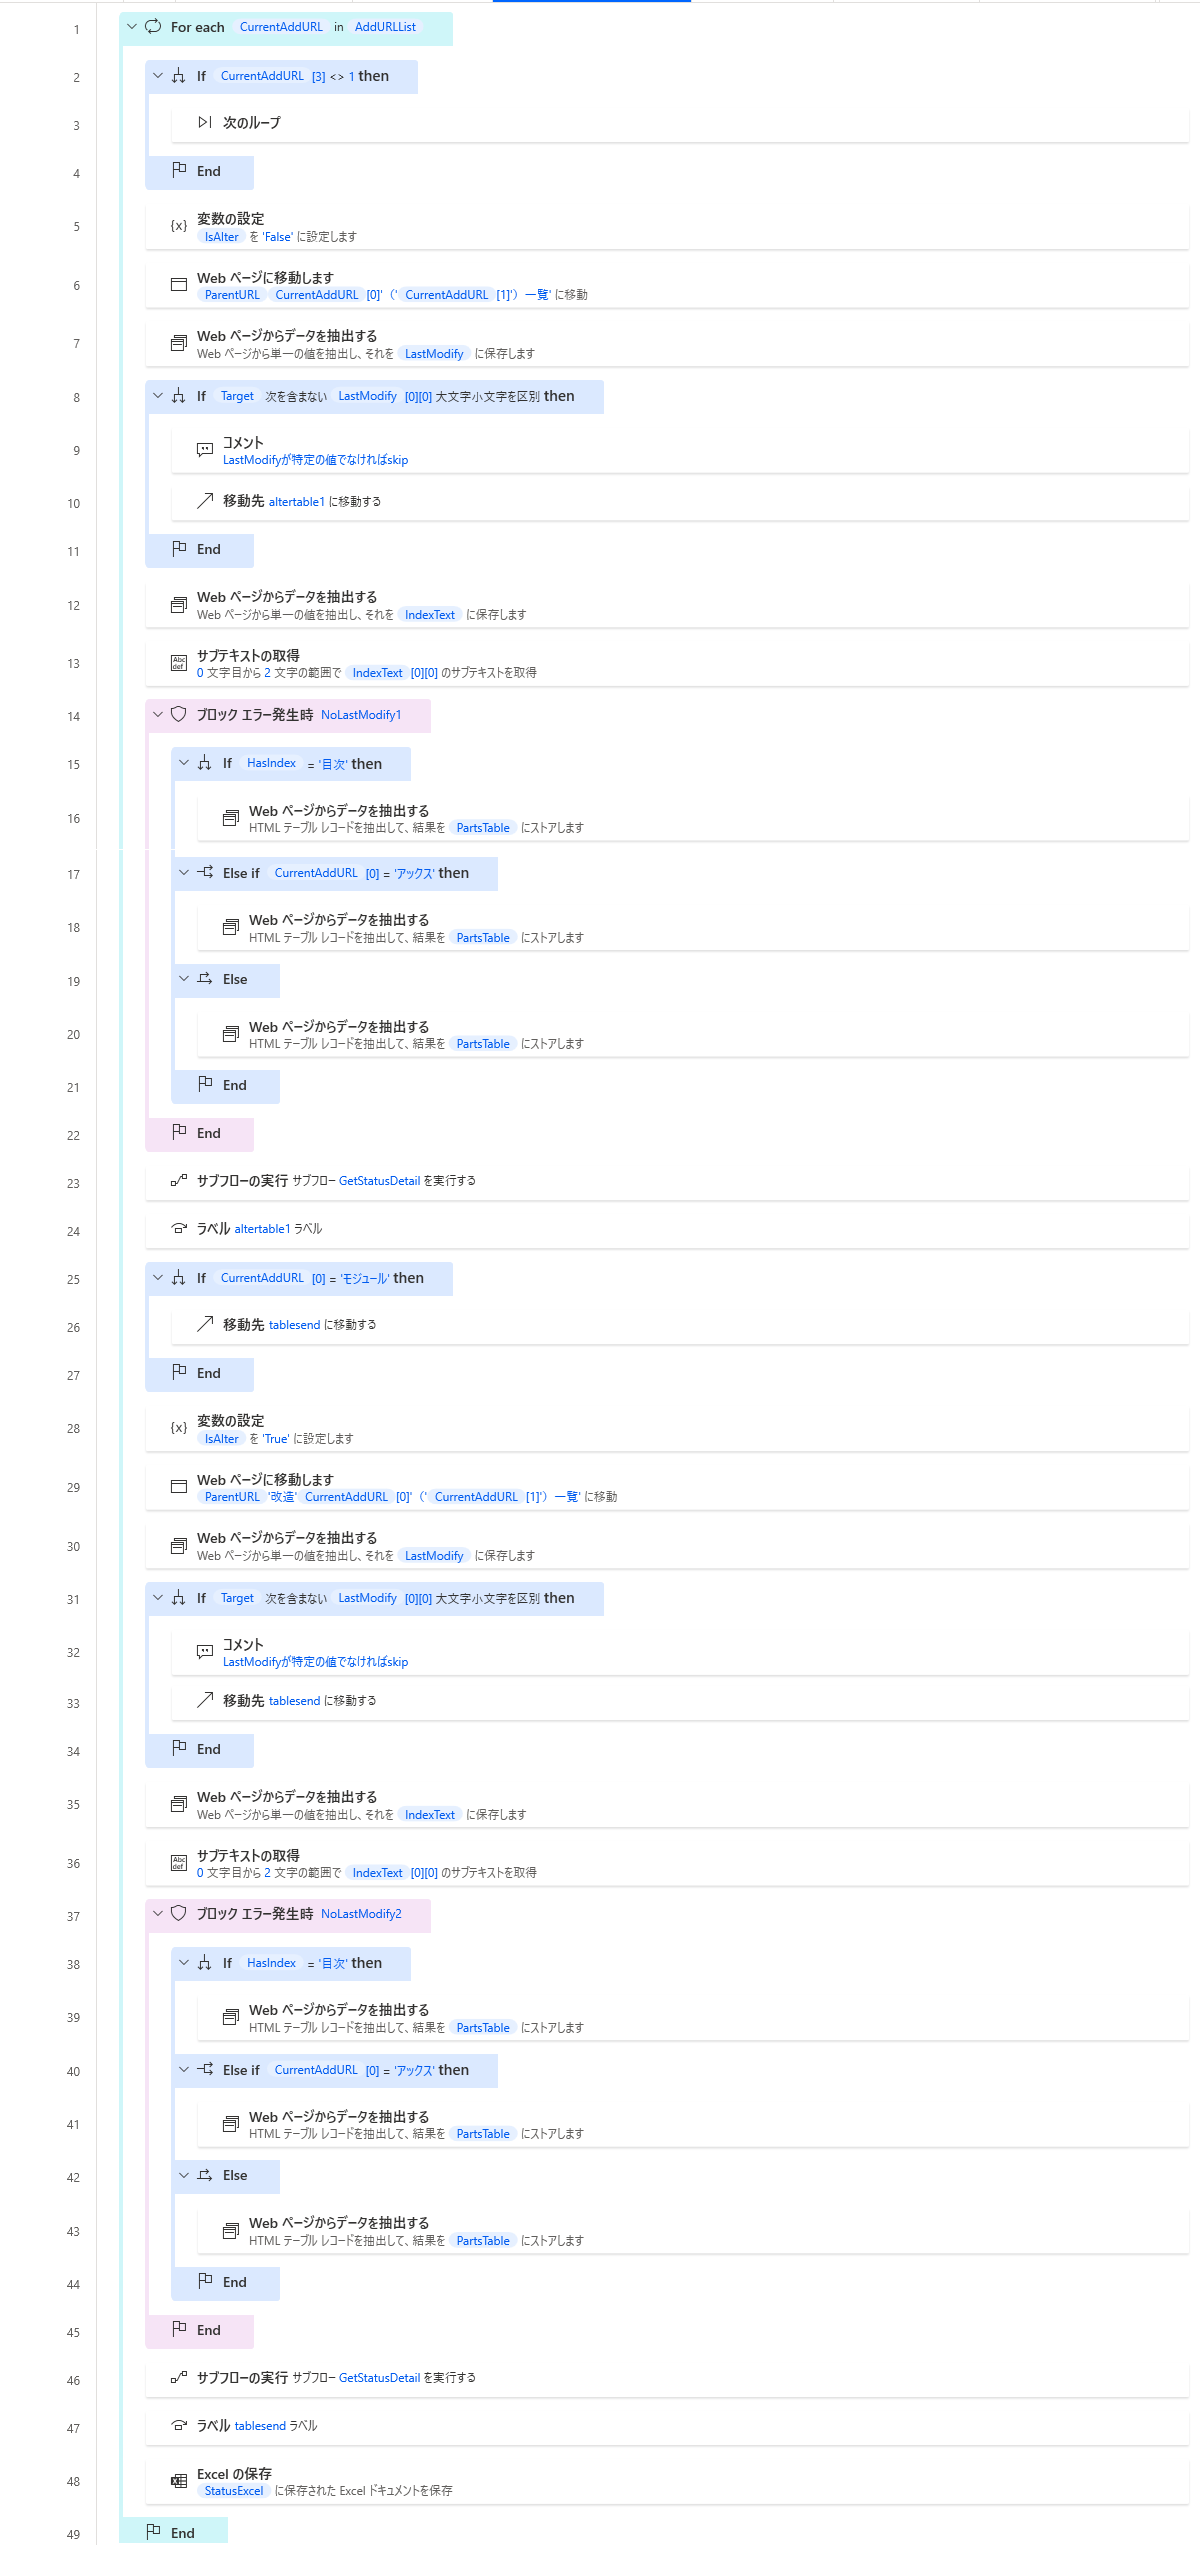 1 For each CurrentAddURL in AddURLList
2 If CurrentAddURL [3] <> 1 then
3 次のループ
4 End
5 変数の設定
IsAlter を 'False' に設定します
6 Web ページに移動します
ParentURL CurrentAddURL [0]'（' CurrentAddURL [1]'）一覧' に移動
7 Web ページからデータを抽出する
Web ページから単一の値を抽出し、それを LastModify に保存します
8 If Target 次を含まない LastModify [0][0] 大文字小文字を区別 then
9 コメント
LastModifyが特定の値でなければskip
10 移動先 altertable1 に移動する
11 End
12 Web ページからデータを抽出する
Web ページから単一の値を抽出し、それを IndexText に保存します
13 サブテキストの取得
0 文字目から 2 文字の範囲で IndexText [0][0] のサブテキストを取得
14 ブロック エラー発生時 NoLastModify1
15 If HasIndex = '目次' then
16 Web ページからデータを抽出する
HTML テーブル レコードを抽出して、結果を PartsTable にストアします
17 Else if CurrentAddURL [0] = 'アックス' then
18 Web ページからデータを抽出する
HTML テーブル レコードを抽出して、結果を PartsTable にストアします
19 Else
20 Web ページからデータを抽出する
HTML テーブル レコードを抽出して、結果を PartsTable にストアします
21 End
22 End
23 サブフローの実行 サブフロー GetStatusDetail を実行する
24 ラベル altertable1 ラベル
25 If CurrentAddURL [0] = 'モジュール' then
26 移動先 tablesend に移動する
27 End
28 変数の設定
IsAlter を 'True' に設定します
29 Web ページに移動します
ParentURL '改造' CurrentAddURL [0]'（' CurrentAddURL [1]'）一覧' に移動
30 Web ページからデータを抽出する
Web ページから単一の値を抽出し、それを LastModify に保存します
31 If Target 次を含まない LastModify [0][0] 大文字小文字を区別 then
32 コメント
LastModifyが特定の値でなければskip
33 移動先 tablesend に移動する
34 End
35 Web ページからデータを抽出する
Web ページから単一の値を抽出し、それを IndexText に保存します
36 サブテキストの取得
0 文字目から 2 文字の範囲で IndexText [0][0] のサブテキストを取得
37 ブロック エラー発生時 NoLastModify2
38 If HasIndex = '目次' then
39 Web ページからデータを抽出する
HTML テーブル レコードを抽出して、結果を PartsTable にストアします
40 Else if CurrentAddURL [0] = 'アックス' then
41 Web ページからデータを抽出する
HTML テーブル レコードを抽出して、結果を PartsTable にストアします
42 Else
43 Web ページからデータを抽出する
HTML テーブル レコードを抽出して、結果を PartsTable にストアします
44 End
45 End
46 サブフローの実行 サブフロー GetStatusDetail を実行する
47 ラベル tablesend ラベル
48 Excel の保存
StatusExcel に保存された Excel ドキュメントを保存
49 End